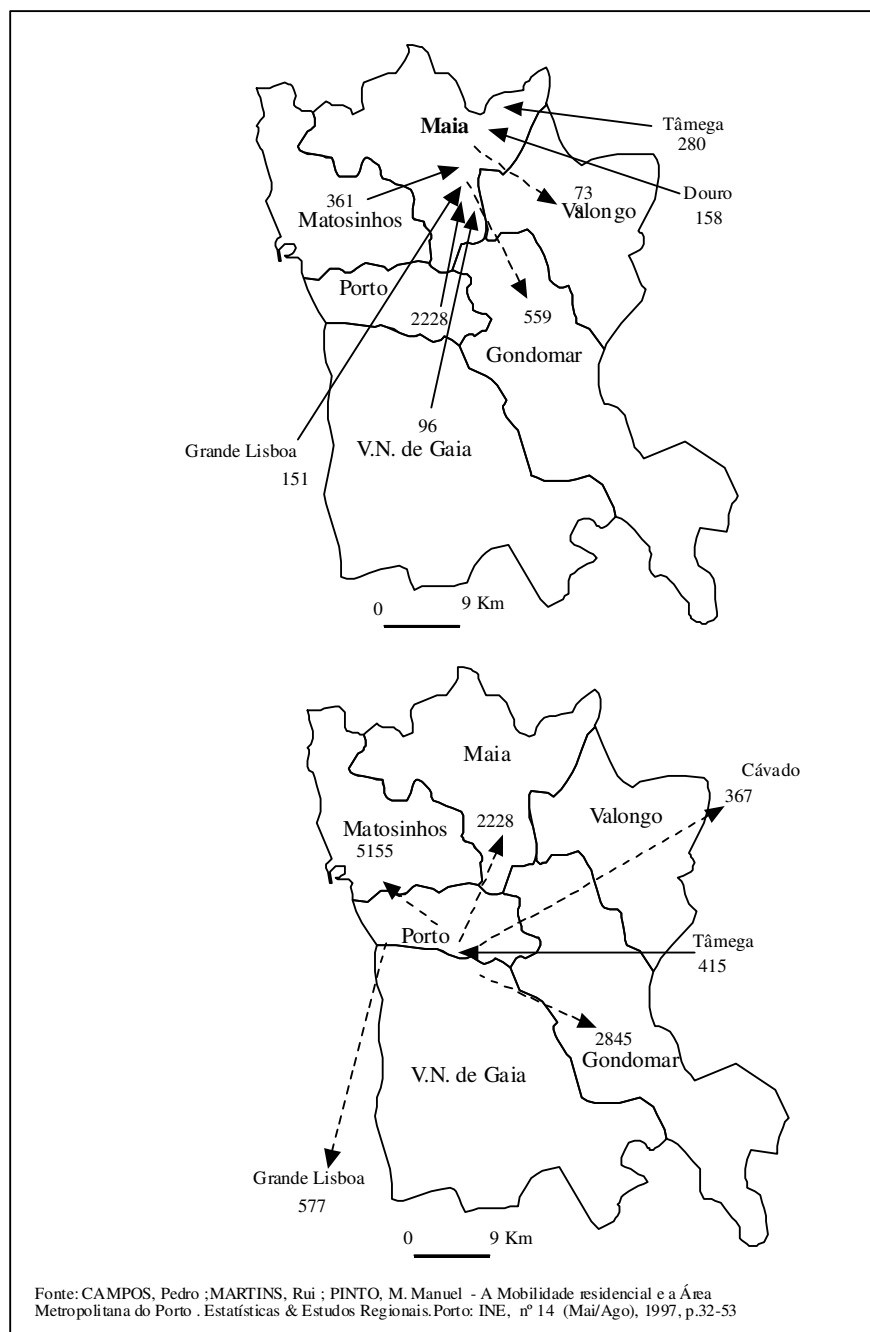 Maia
Tâmega
280
Douro
158
361
Matosinhos
73
8
Valongo
Porto
2228
559
Gondomar
96
V.N. de Gaia
Grande Lisboa
151
0
9 Km
Maia
Cávado
367
2228
Valongo
Matosinhos
5155
Porto
Tâmega
415
2845
Gondomar
V.N. de Gaia
Grande Lisboa
577
0
9 Km
Fonte: CAMPOS, Pedro ;MARTINS, Rui ; PINTO, M. Manuel - A Mobilidade residencial e a Área
Metropolitana do Porto . Estatísticas & Estudos Regionais.Porto: INE, nº 14 (Mai/Ago), 1997, p.32-53